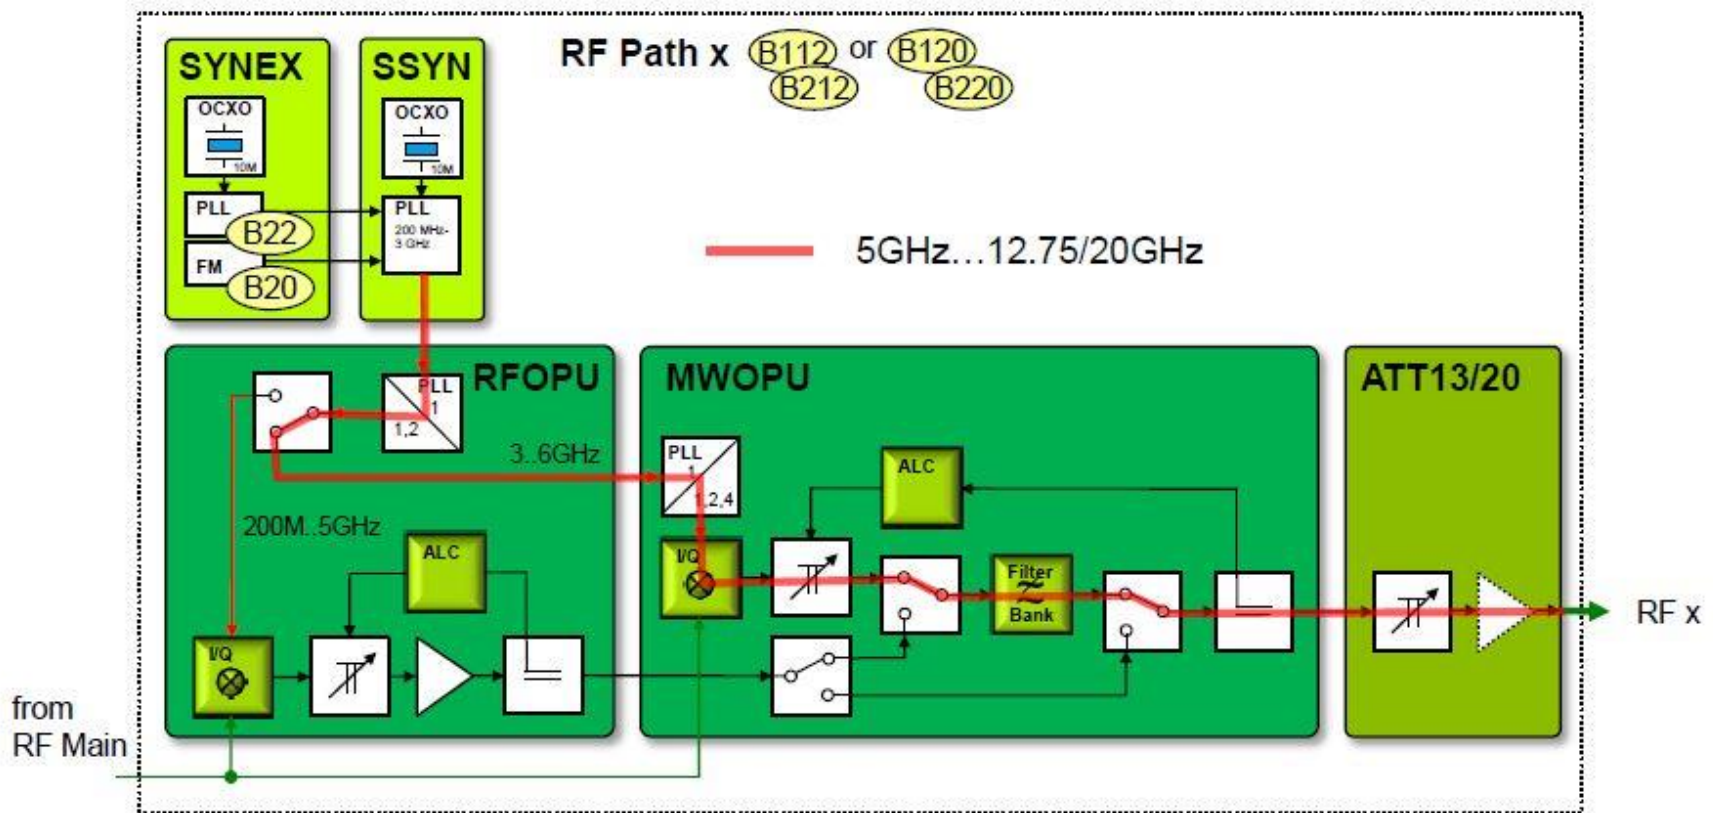 RF Path x B112 or B120
B212 B220
SYNEX
OCXO
10M
PLL
B22
FM
B20
SSYN
OCXO
10M
PLL
200 MHz-
3 GHz
5GHz...12.75/20GHz
RFOPU
PLL
1
1,2
3..6GHz
200M..5GHz
ALC
I/Q
MWOPU
PLL
1
1,2,4
ALC
I/Q
Filter
Bank
ATT13/20
RF x
from
RF Main